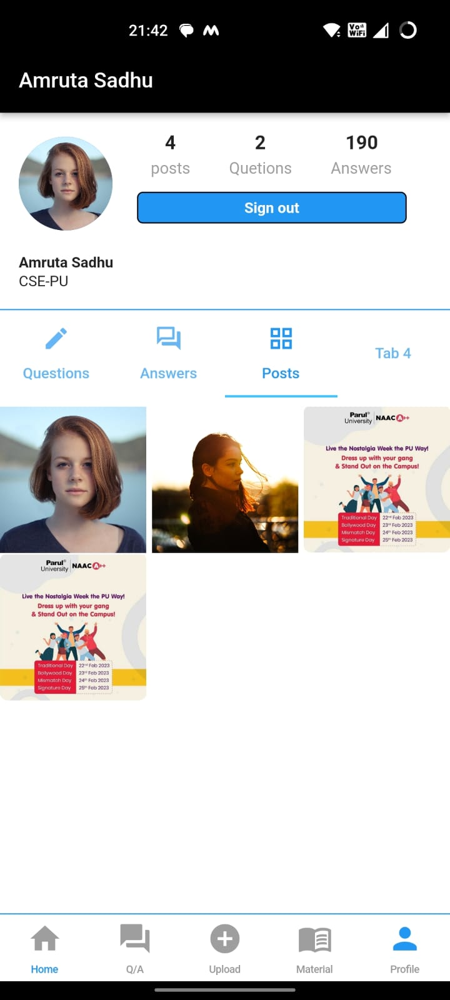 21:42
Vo
WiFi
Amruta Sadhu
4 2 190
posts Quetions Answers
Sign out
Amruta Sadhu
CSE-PU
Questions Answers Posts Tab 4
Parul®
University NAAC A++
Live the Nostalgia Week the PU Way!
Dress up with your gang
& Stand Out on the Campus!
Traditional Day 22nd Feb 2023
Bollywood Day 23rd Feb 2023
Mismatch Day 24th Feb 2023
Signature Day 25th Feb 2023
Parul®
University NAAC A++
Live the Nostalgia Week the PU Way!
Dress up with your gang
& Stand Out on the Campus!
Traditional Day 22nd Feb 2023
Bollywood Day 23rd Feb 2023
Mismatch Day 24th Feb 2023
Signature Day 25th Feb 2023
Home Q/A Upload Material Profile